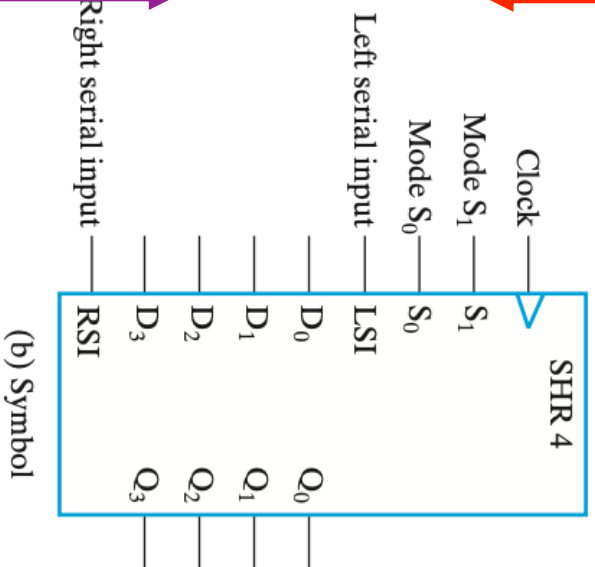 SHR 4
Clock
Mode S₁ S₁
Mode S₀ S₀
Left serial input LSI
D₀ Q₀
D₁ Q₁
D₂ Q₂
D₃ Q₃
Right serial input RSI
(b) Symbol